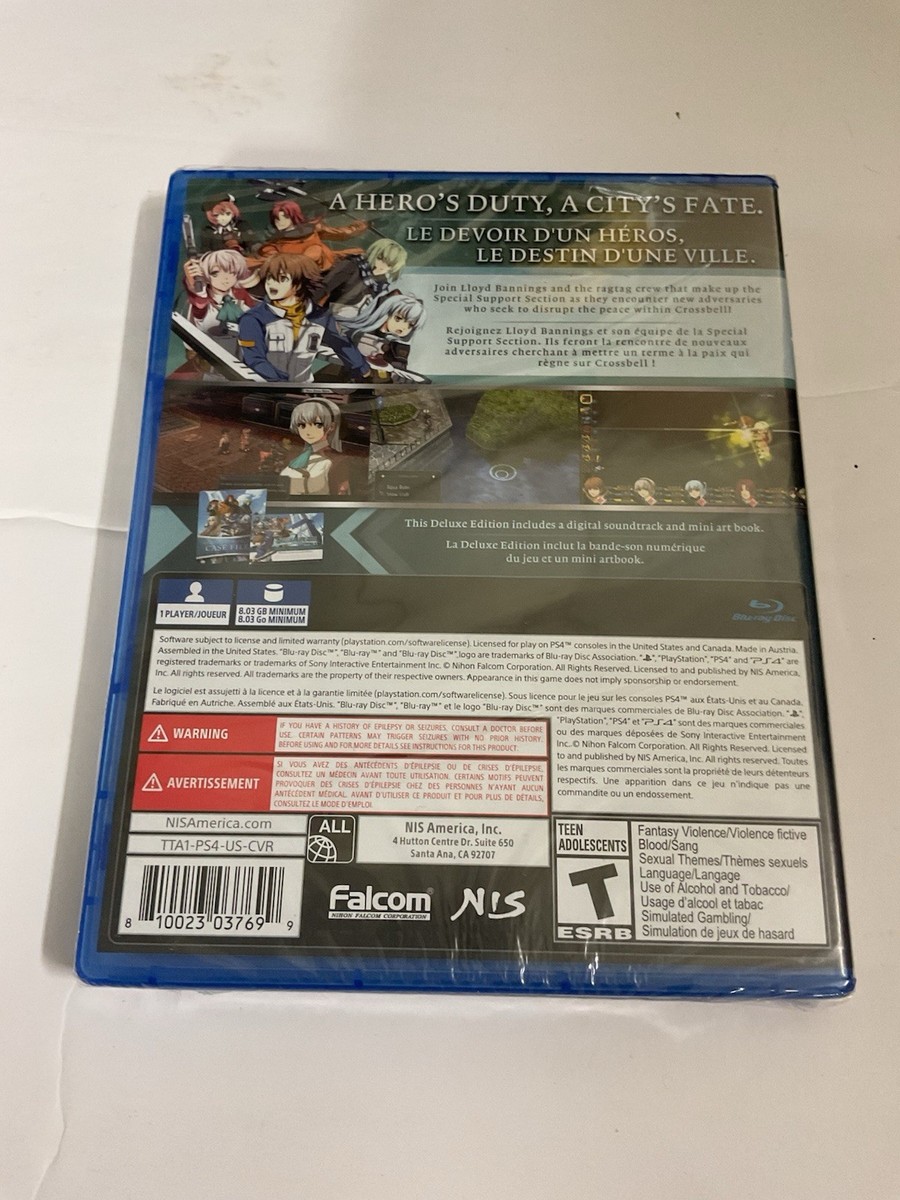 A HERO'S DUTY, A CITY'S FATE.
LE DEVOIR D'UN HÉROS,
LE DESTIN D'UNE VILLE.
Join Lloyd Bannings and the ragtag crew that make up the
Special Support Section as they encounter new adversaries
who seek to disrupt the peace within Crossbell!
Rejoignez Lloyd Bannings et son équipe de la Special
Support Section. Ils feront la rencontre de nouveaux
adversaires cherchant à mettre un terme à la paix qui
règne sur Crossbell !
This Deluxe Edition includes a digital soundtrack and mini art book.
La Deluxe Edition inclut la bande-son numérique
du jeu et un mini artbook.
1 PLAYER/JOUEUR
8.03 GB MINIMUM
8.03 Go MINIMUM
Blu-ray Disc
Software subject to license and limited warranty (playstation.com/softwarelicense). Licensed for play on PS4™ consoles in the United States and Canada. Made in Austria.
Assembled in the United States. "Blu-ray Disc™", "Blu-ray™" and "Blu-ray Disc™" logo are trademarks of Blu-ray Disc Association. "", "PlayStation", "PS4" and "PS4" are
registered trademarks or trademarks of Sony Interactive Entertainment Inc. © Nihon Falcom Corporation. All Rights Reserved. Licensed to and published by NIS America,
Inc. All rights reserved. All trademarks are the property of their respective owners. Appearance in this game does not imply sponsorship or endorsement.
Le logiciel est assujetti à la licence et à la garantie limitée (playstation.com/softwarelicense). Sous licence pour le jeu sur les consoles PS4™ aux États-Unis et au Canada.
Fabriqué en Autriche. Assemblé aux États-Unis. "Blu-ray Disc™", "Blu-ray™" et le logo "Blu-ray Disc™" sont des marques commerciales de Blu-ray Disc Association. "",
"PlayStation", "PS4" et "PS4" sont des marques commerciales
ou des marques déposées de Sony Interactive Entertainment
Inc. © Nihon Falcom Corporation. All Rights Reserved. Licensed
to and published by NIS America, Inc. All rights reserved. Toutes
les marques commerciales sont la propriété de leurs détenteurs
respectifs. Une apparition dans ce jeu n'indique pas une
commandite ou un endossement.
WARNING
IF YOU HAVE A HISTORY OF EPILEPSY OR SEIZURES, CONSULT A DOCTOR BEFORE
USE. CERTAIN PATTERNS MAY TRIGGER SEIZURES WITH NO PRIOR HISTORY.
BEFORE USING AND FOR MORE DETAILS SEE INSTRUCTIONS FOR THIS PRODUCT.
AVERTISSEMENT
SI VOUS AVEZ DES ANTÉCÉDENTS D'ÉPILEPSIE OU DE CRISES D'ÉPILEPSIE,
CONSULTEZ UN MÉDECIN AVANT TOUTE UTILISATION. CERTAINS MOTIFS PEUVENT
PROVOQUER DES CRISES D'ÉPILEPSIE CHEZ DES PERSONNES N'AYANT AUCUN
ANTÉCÉDENT MÉDICAL. AVANT D'UTILISER CE PRODUIT ET POUR PLUS DE DÉTAILS,
CONSULTEZ LE MODE D'EMPLOI.
NISAmerica.com
TTA1-PS4-US-CVR
ALL
NIS America, Inc.
4 Hutton Centre Dr. Suite 650
Santa Ana, CA 92707
8 10023 03769 9
Falcom
NIHON FALCOM CORPORATION
NIS
TEEN
ADOLESCENTS
T
ESRB
Fantasy Violence/Violence fictive
Blood/Sang
Sexual Themes/Thèmes sexuels
Language/Langage
Use of Alcohol and Tobacco/
Usage d'alcool et tabac
Simulated Gambling/
Simulation de jeux de hasard